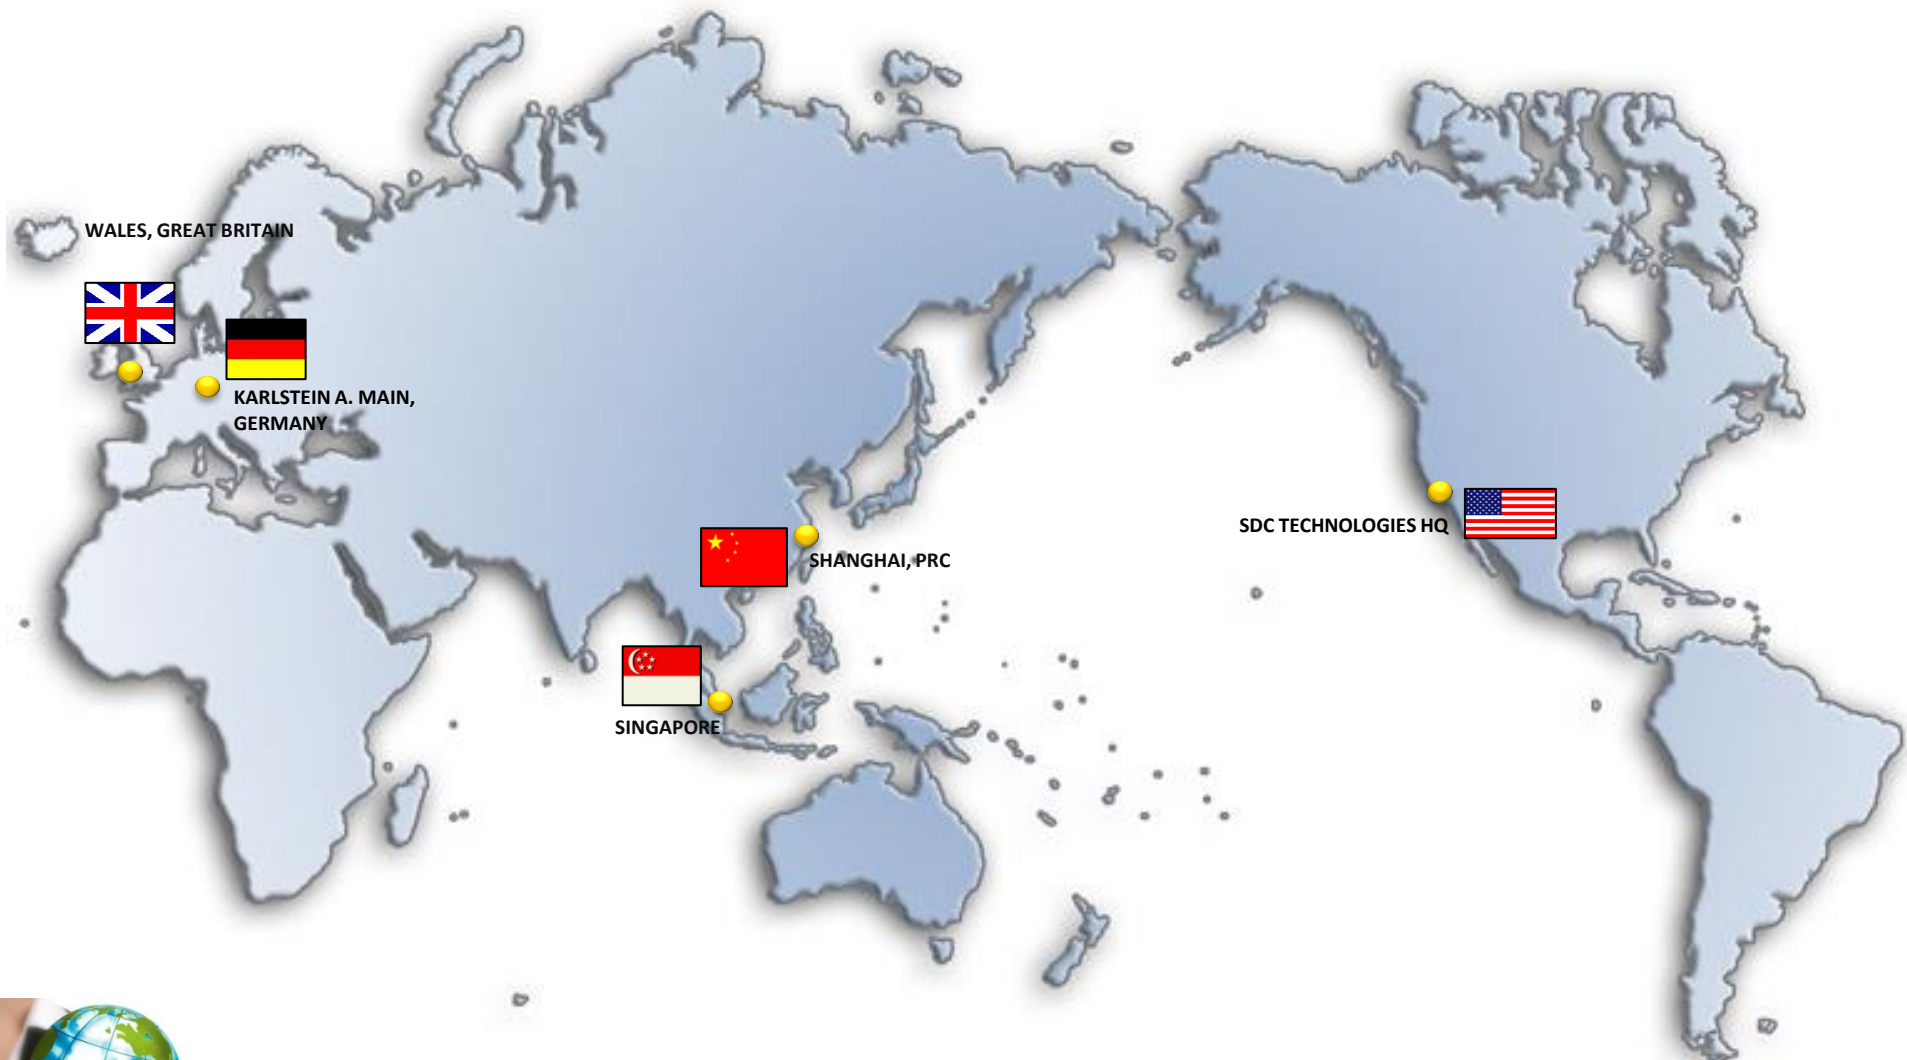 WALES, GREAT BRITAIN
KARLSTEIN A. MAIN,
GERMANY
SDC TECHNOLOGIES HQ
SHANGHAI, PRC
SINGAPORE